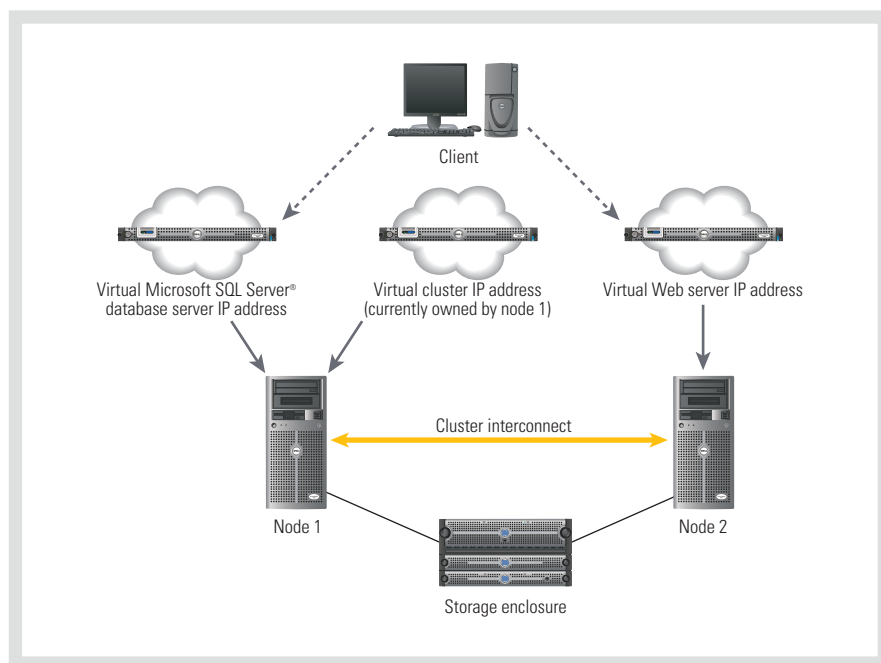 Client
Virtual Microsoft SQL Server®
database server IP address
Virtual cluster IP address
(currently owned by node 1)
Virtual Web server IP address
Cluster interconnect
Node 1
Node 2
Storage enclosure